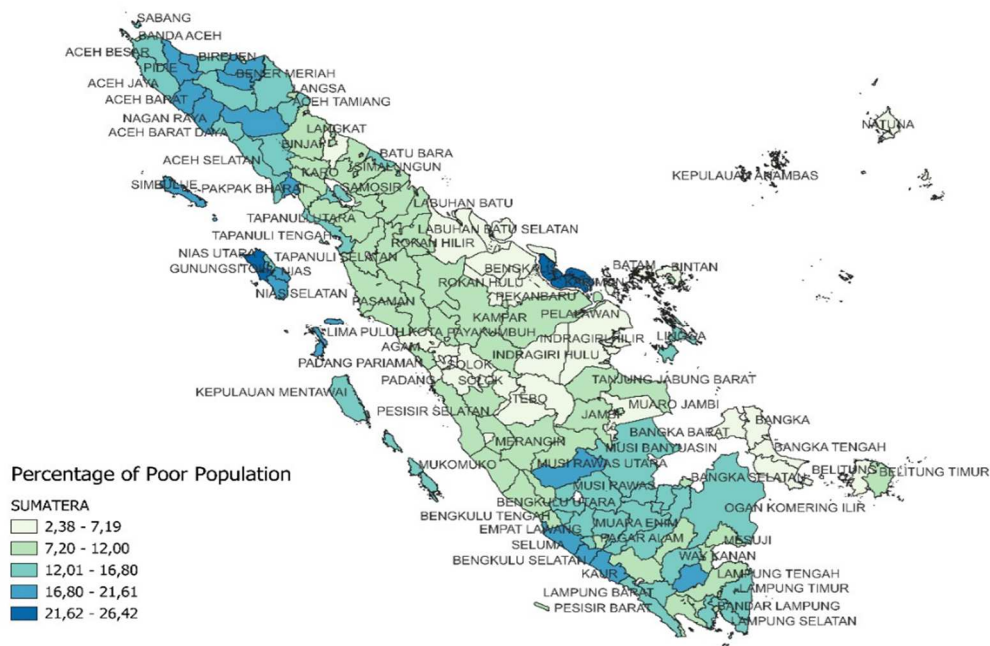 SABANG
BANDA ACEH
ACEH BESAR
BIREUEN
PIDIE
BENER MERIAH
ACEH JAYA
LANGSA
ACEH BARAT
ACEH TAMIANG
NAGAN RAYA
ACEH BARAT DAYA
LANGKAT
NATUNA
BINJAI
ACEH SELATAN
BATU BARA
SIMALUNGUN
KARO
KEPULAUAN ANAMBAS
SIMEULUE
PAKPAK BHARAT
SAMOSIR
LABUHAN BATU
TAPANULI UTARA
LABUHAN BATU SELATAN
TAPANULI TENGAH
ROKAN HILIR
NIAS UTARA
TAPANULI SELATAN
GUNUNGSITOLI
NIAS
BENGKALIS
BATAM
BINTAN
ROKAN HULU
KARIMUN
NIAS SELATAN
PASAMAN
PEKANBARU
KAMPAR
PELALAWAN
LIMA PULUH KOTA
PAYAKUMBUH
INDRAGIRI HILIR
LINGGA
AGAM
INDRAGIRI HULU
PADANG PARIAMAN
SOLOK
PADANG
SOLOK
TANJUNG JABUNG BARAT
KEPULAUAN MENTAWAI
TEBO
MUARO JAMBI
PESISIR SELATAN
JAMBI
BANGKA
BANGKA BARAT
MERANGIN
MUSI BANYUASIN
BANGKA TENGAH
MUKOMUKO
MUSI RAWAS UTARA
BELITUNG
BELITUNG TIMUR
BANGKA SELATAN
MUSI RAWAS
BENGKULU UTARA
OGAN KOMERING ILIR
BENGKULU TENGAH
MUARA ENIM
EMPAT LAWANG
PAGAR ALAM
MESUJI
SELUMA
WAY KANAN
BENGKULU SELATAN
KAUR
LAMPUNG TENGAH
LAMPUNG TIMUR
LAMPUNG BARAT
PESISIR BARAT
BANDAR LAMPUNG
LAMPUNG SELATAN
Percentage of Poor Population
SUMATERA
2,38 - 7,19
7,20 - 12,00
12,01 - 16,80
16,80 - 21,61
21,62 - 26,42